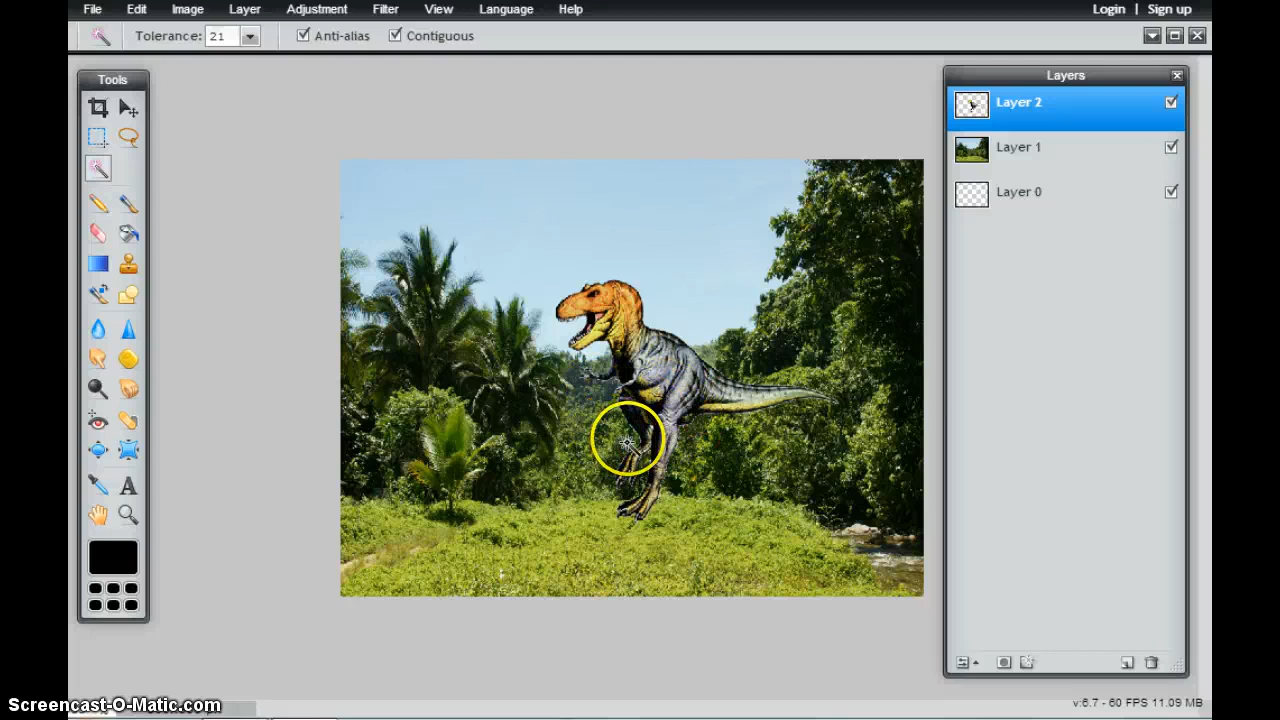 File Edit Image Layer Adjustment Filter View Language Help Login | Sign up
Tolerance: 21 Anti-alias Contiguous
Tools
Layers
Layer 2
Layer 1
Layer 0
v:6.7 - 60 FPS 11.09 MB
Screencast-O-Matic.com